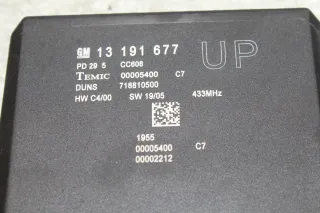 GM 13 191 677 UP
PD 29 5 CC608
TEMIC 00005400 C7
DUNS 718810500
HW C4/00 SW 19/05 433MHz
1955
00005400 C7
00002212